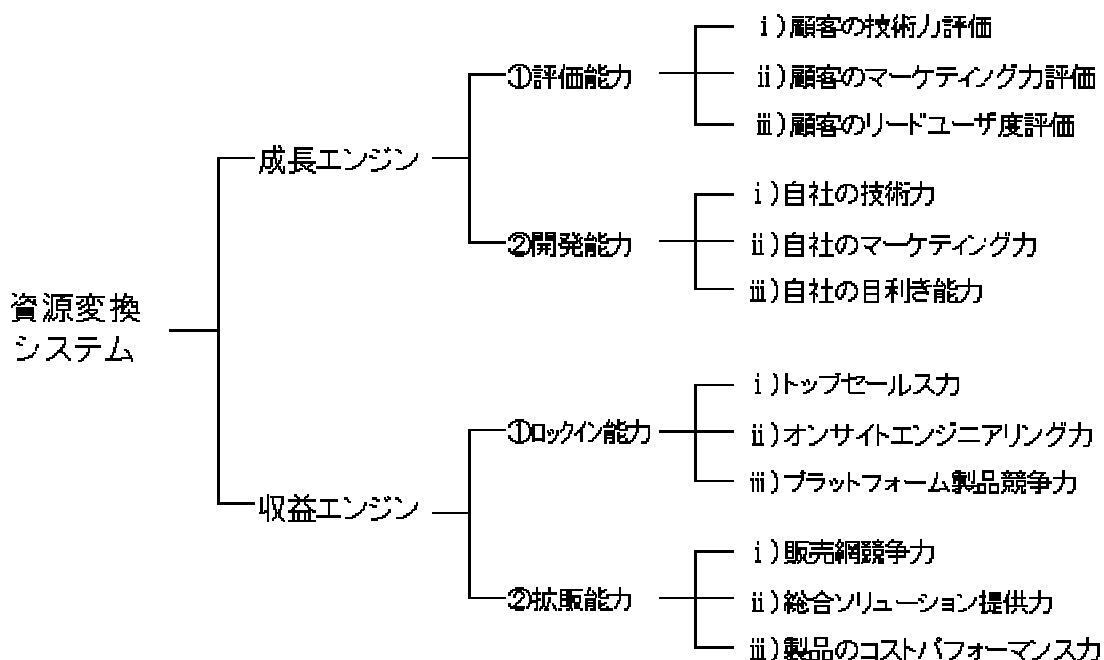 資源変換
システム
成長エンジン
①評価能力
ⅰ)顧客の技術力評価
ⅱ)顧客のマーケティング力評価
ⅲ)顧客のリードユーザ度評価
②開発能力
ⅰ)自社の技術力
ⅱ)自社のマーケティング力
ⅲ)自社の目利き能力
収益エンジン
①ロックイン能力
ⅰ)トップセールス力
ⅱ)オンサイトエンジニアリング力
ⅲ)プラットフォーム製品競争力
②拡販能力
ⅰ)販売網競争力
ⅱ)総合ソリューション提供力
ⅲ)製品のコストパフォーマンス力